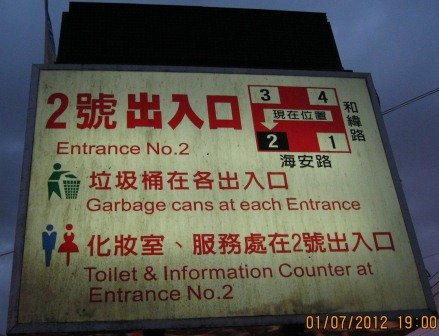 2號出入口
Entrance No.2
3 4
現在位置
2 1
和緯路
海安路
垃圾桶在各出入口
Garbage cans at each Entrance
化妝室、服務處在2號出入口
Toilet & Information Counter at
Entrance No.2
01/07/2012 19:00